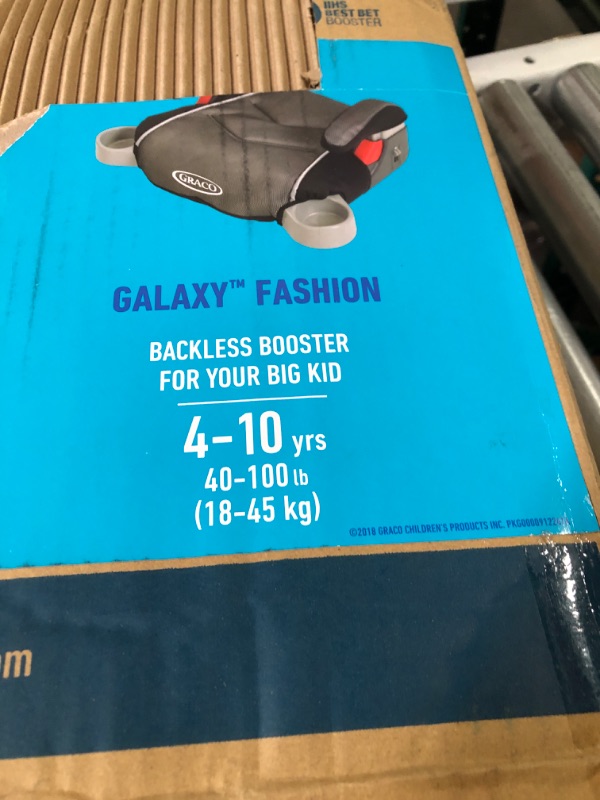 IIHS
BEST BET
BOOSTER
GRACO
GALAXY™ FASHION
BACKLESS BOOSTER
FOR YOUR BIG KID
4-10 yrs
40-100 lb
(18-45 kg)
©2018 GRACO CHILDREN'S PRODUCTS INC.
om